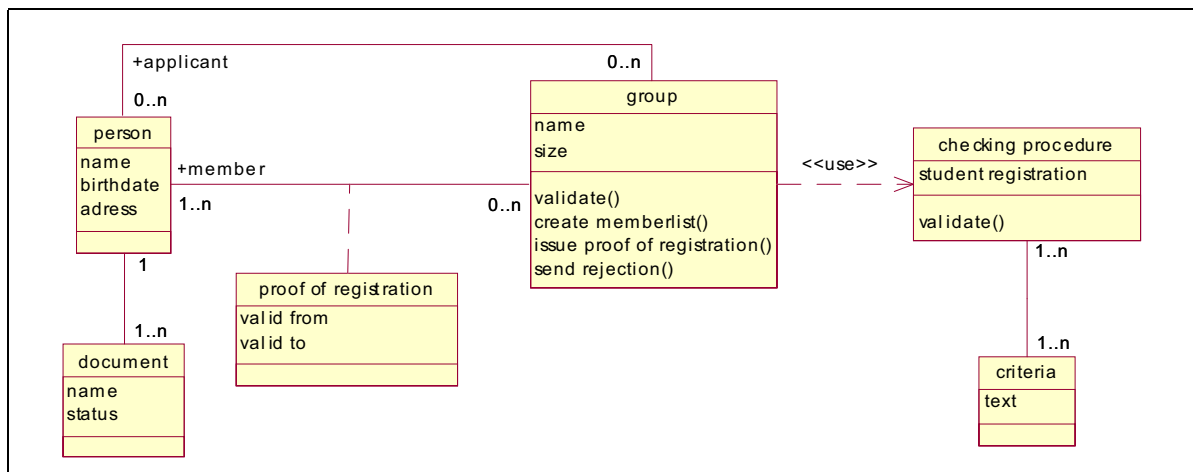 +applicant
0..n
0..n
person
name
birthdate
adress
+member
1..n
0..n
group
name
size
validate()
create memberlist()
issue proof of registration()
send rejection()
<<use>>
checking procedure
student registration
validate()
1
1..n
document
name
status
proof of registration
valid from
valid to
1..n
1..n
criteria
text